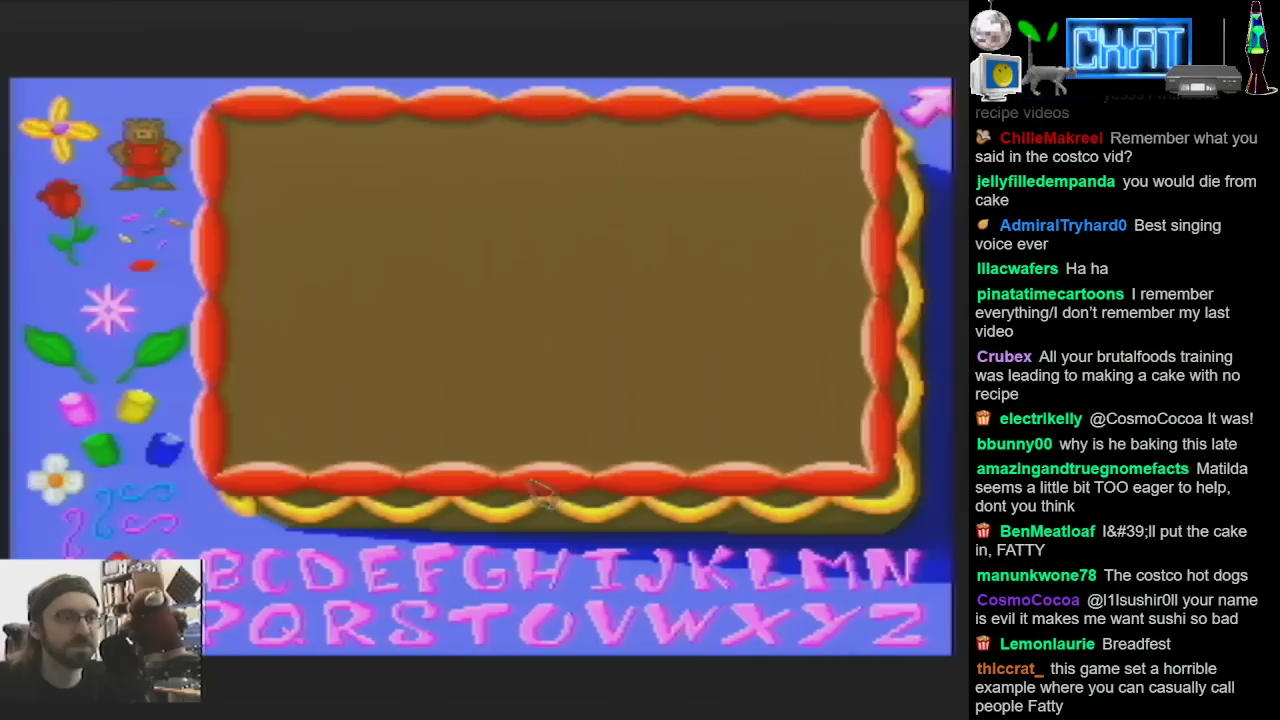 BCDEFGHIJKLMN
PQRSTUVWXYZ
CHAT
recipe videos
ChilleMakreel Remember what you
said in the costco vid?
jellyfilledempanda you would die from
cake
AdmiralTryhard0 Best singing
voice ever
lllacwafers Ha ha
pinatatimecartoons I remember
everything/I don't remember my last
video
Crubex All your brutalfoods training
was leading to making a cake with no
recipe
electrikelly @CosmoCocoa It was!
bbunny00 why is he baking this late
amazingandtruegnomefacts Matilda
seems a little bit TOO eager to help,
dont you think
BenMeatloaf I&#39;ll put the cake
in, FATTY
manunkwone78 The costco hot dogs
CosmoCocoa @l1lsushir0ll your name
is evil it makes me want sushi so bad
Lemonlaurie Breadfest
thlccrat_ this game set a horrible
example where you can casually call
people Fatty